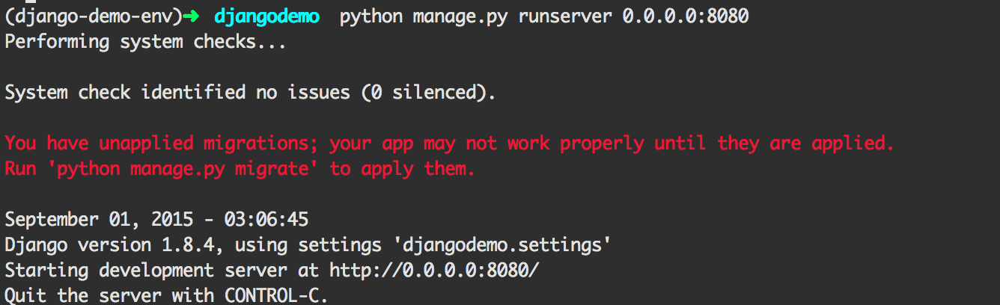 (django-demo-env)➜ djangodemo python manage.py runserver 0.0.0.0:8080
Performing system checks...
System check identified no issues (0 silenced).
You have unapplied migrations; your app may not work properly until they are applied.
Run 'python manage.py migrate' to apply them.
September 01, 2015 - 03:06:45
Django version 1.8.4, using settings 'djangodemo.settings'
Starting development server at http://0.0.0.0:8080/
Quit the server with CONTROL-C.